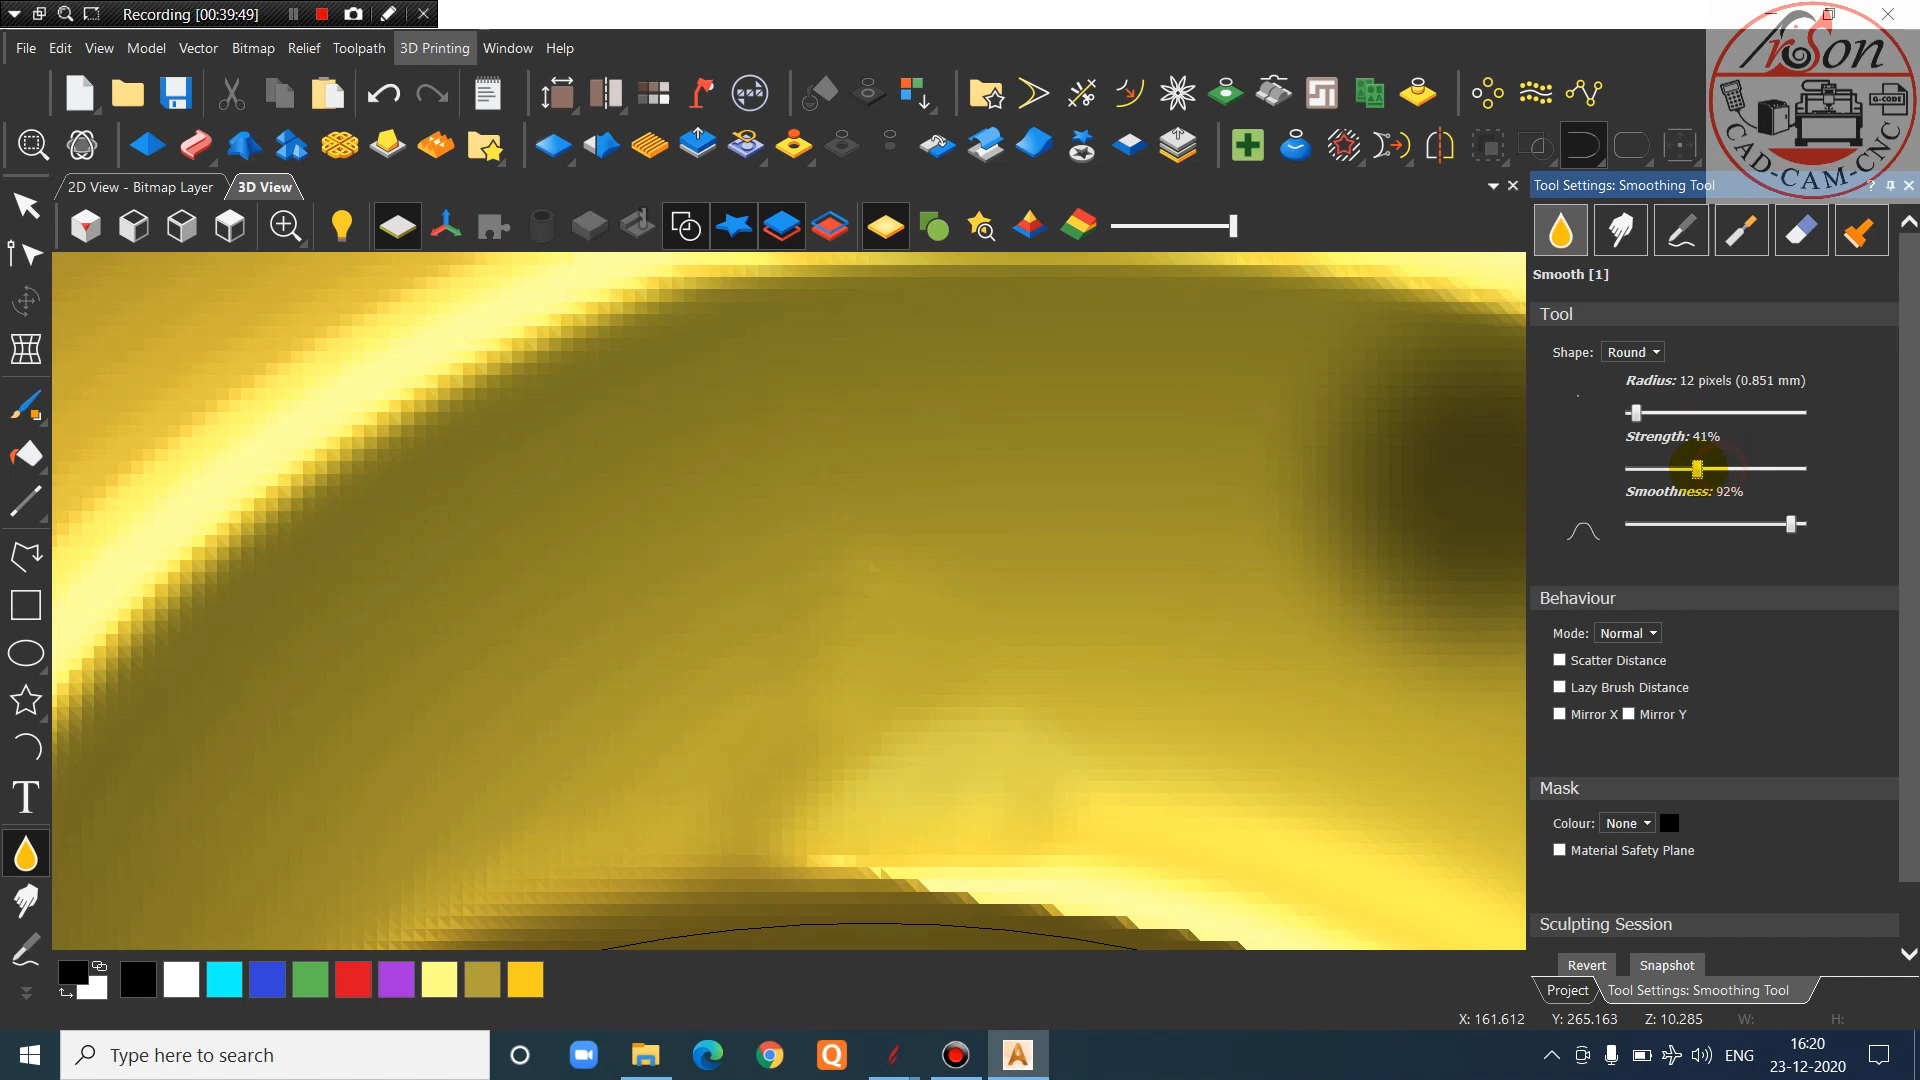 Recording [00:39:49]
File Edit View Model Vector Bitmap Relief Toolpath 3D Printing Window Help
ArSon
G-CODE
CAD-CAM-CNC
2D View - Bitmap Layer
3D View
Tool Settings: Smoothing Tool
Smooth [1]
Tool
Shape: Round
Radius: 12 pixels (0.851 mm)
Strength: 41%
Smoothness: 92%
Behaviour
Mode: Normal
Scatter Distance
Lazy Brush Distance
Mirror X Mirror Y
Mask
Colour: None
Material Safety Plane
Sculpting Session
Revert Snapshot
Project Tool Settings: Smoothing Tool
X: 161.612 Y: 265.163 Z: 10.285 W: H:
Type here to search
ENG
16:20
23-12-2020